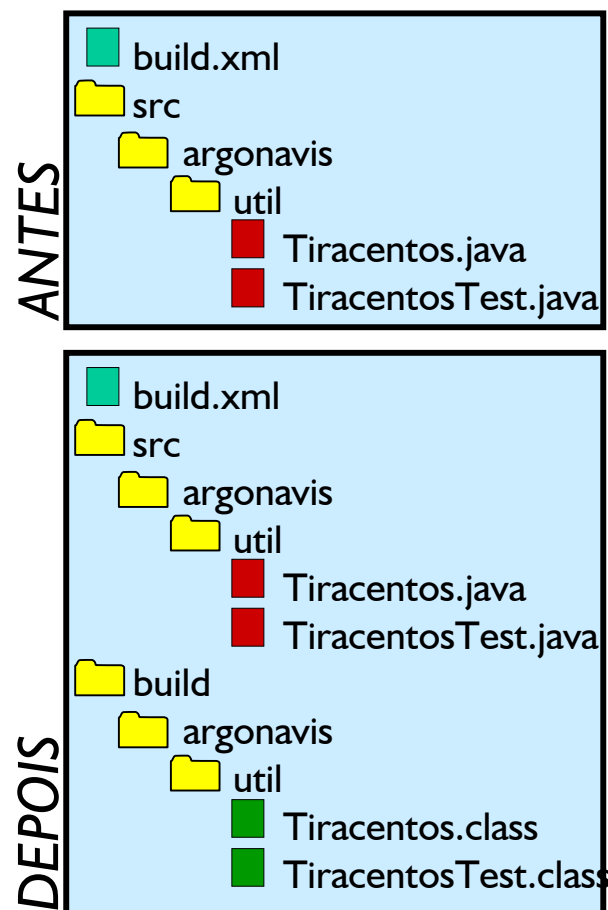 ANTES
build.xml
src
argonavis
util
Tiracentos.java
TiracentosTest.java
DEPOIS
build.xml
src
argonavis
util
Tiracentos.java
TiracentosTest.java
build
argonavis
util
Tiracentos.class
TiracentosTest.class